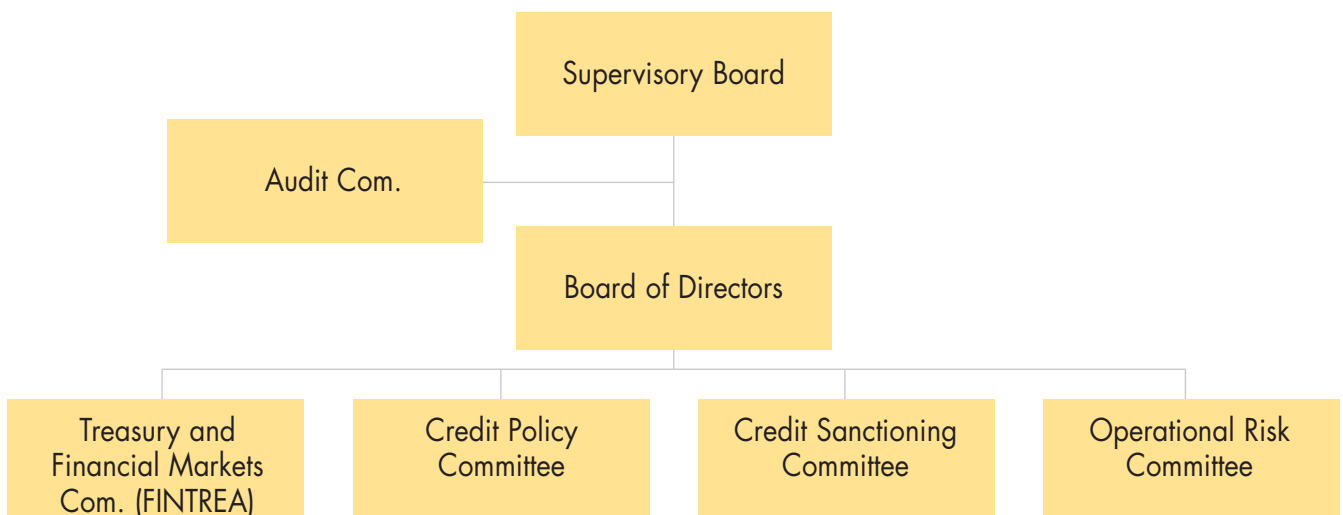 Supervisory Board
Audit Com.
Board of Directors
Treasury and
Financial Markets
Com. (FINTREA)
Credit Policy
Committee
Credit Sanctioning
Committee
Operational Risk
Committee